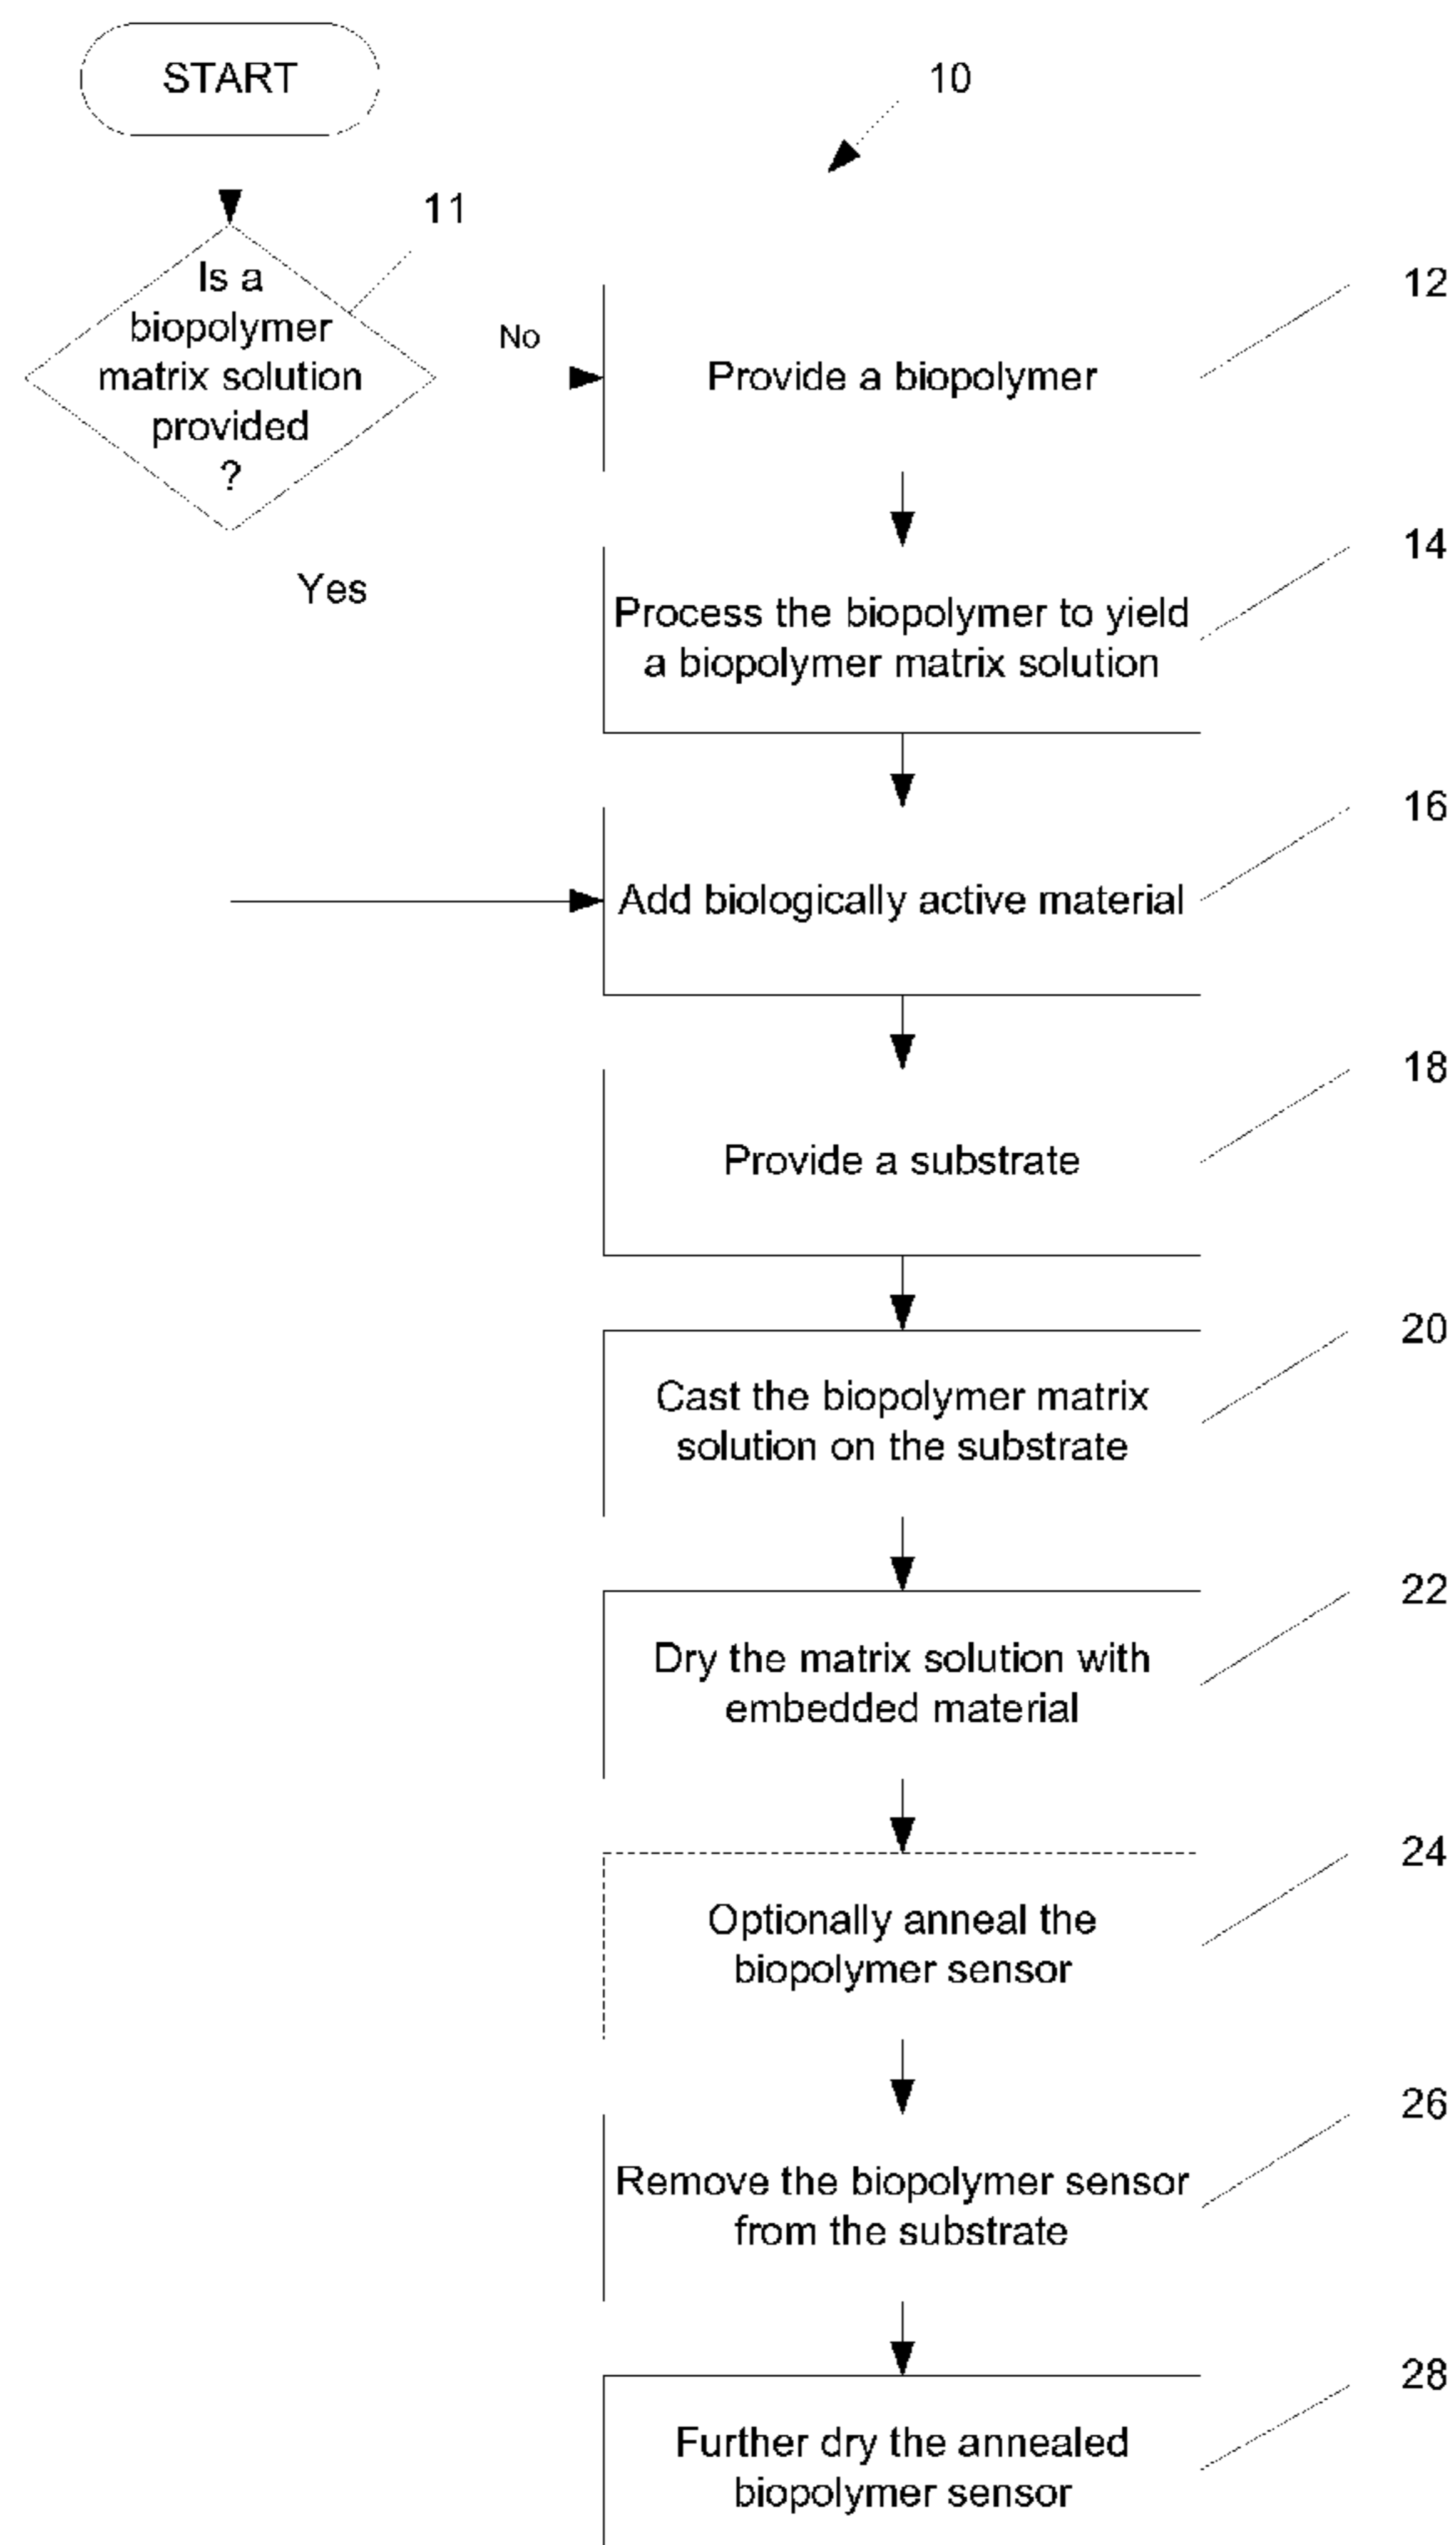 START
10
11
Is a
biopolymer
matrix solution
provided
?
No
Yes
12
Provide a biopolymer
14
Process the biopolymer to yield
a biopolymer matrix solution
16
Add biologically active material
18
Provide a substrate
20
Cast the biopolymer matrix
solution on the substrate
22
Dry the matrix solution with
embedded material
24
Optionally anneal the
biopolymer sensor
26
Remove the biopolymer sensor
from the substrate
28
Further dry the annealed
biopolymer sensor